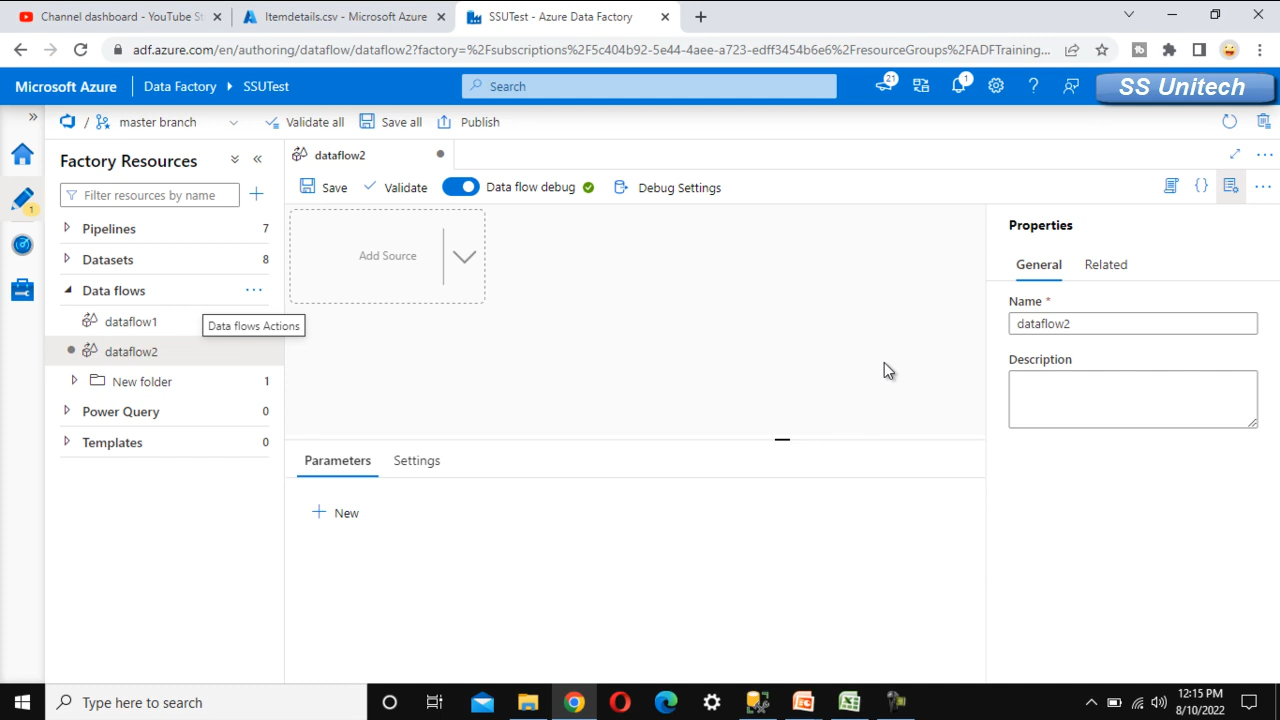 Channel dashboard - YouTube St
Itemdetails.csv - Microsoft Azure
SSUTest - Azure Data Factory
adf.azure.com/en/authoring/dataflow/dataflow2?factory=%2Fsubscriptions%2F5c404b92-5e44-4aee-a723-edff3454b6e6%2FresourceGroups%2FADFTraining...
Microsoft Azure
Data Factory
SSUTest
Search
21
1
SS Unitech
/
master branch
Validate all
Save all
Publish
Factory Resources
dataflow2
Filter resources by name
Save
Validate
Data flow debug
Debug Settings
1
Pipelines 7
Datasets 8
Data flows
dataflow1
Data flows Actions
dataflow2
New folder 1
Power Query 0
Templates 0
Add Source
Properties
General
Related
Name *
dataflow2
Description
Parameters
Settings
New
Type here to search
12:15 PM
8/10/2022